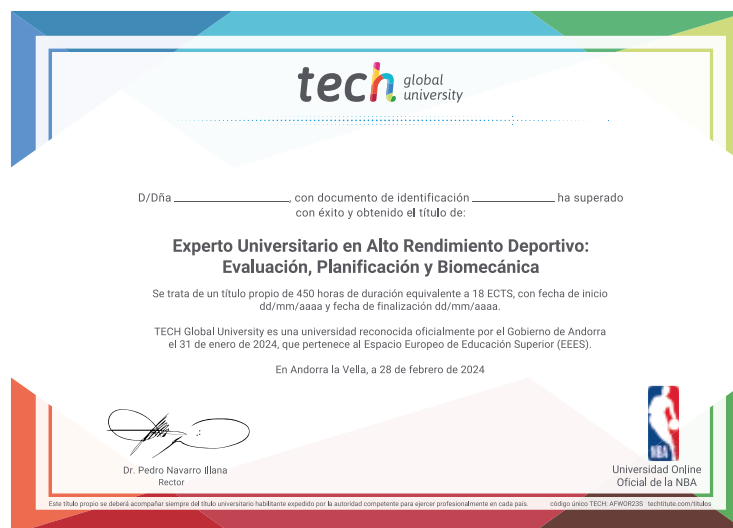 tech global university
D/Dña ____________________, con documento de identificación ______________ ha superado
con éxito y obtenido el título de:
Experto Universitario en Alto Rendimiento Deportivo:
Evaluación, Planificación y Biomecánica
Se trata de un título propio de 450 horas de duración equivalente a 18 ECTS, con fecha de inicio
dd/mm/aaaa y fecha de finalización dd/mm/aaaa.
TECH Global University es una universidad reconocida oficialmente por el Gobierno de Andorra
el 31 de enero de 2024, que pertenece al Espacio Europeo de Educación Superior (EEES).
En Andorra la Vella, a 28 de febrero de 2024
Dr. Pedro Navarro Illana
Rector
NBA
Universidad Online
Oficial de la NBA
Este título propio se deberá acompañar siempre del título universitario habilitante expedido por la autoridad competente para ejercer profesionalmente en cada país. código único TECH: AFWOR23S techtitute.com/titulos